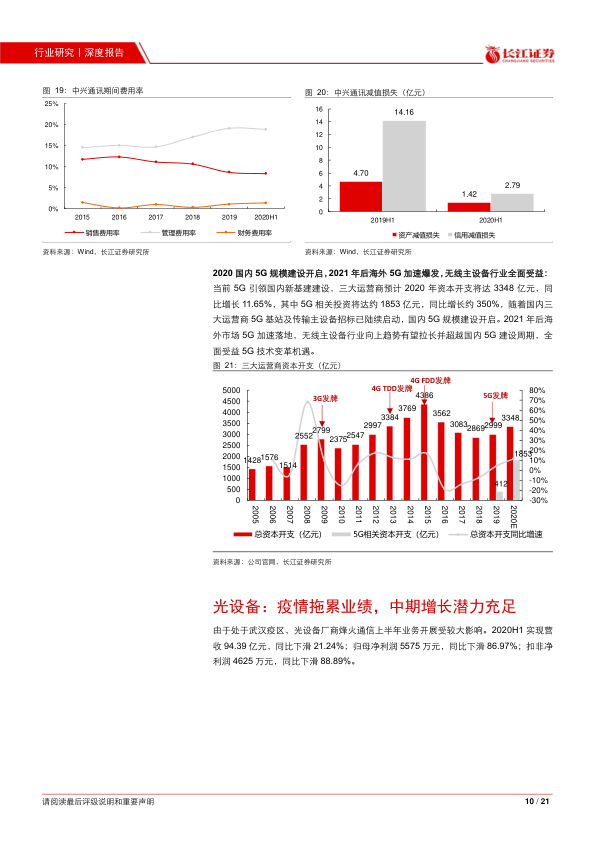 行业研究丨深度报告
长江证券
CHANGJIANG SECURITIES
图 19：中兴通讯期间费用率
25%
20%
15%
10%
5%
0%
2015 2016 2017 2018 2019 2020H1
销售费用率 管理费用率 财务费用率
资料来源：Wind，长江证券研究所
图 20：中兴通讯减值损失（亿元）
16
14
12
10
8
6
4
2
0
4.70
14.16
1.42
2.79
2019H1 2020H1
资产减值损失 信用减值损失
资料来源：Wind，长江证券研究所
2020 国内 5G 规模建设开启，2021 年后海外 5G 加速爆发，无线主设备行业全面受益：
当前 5G 引领国内新基建建设，三大运营商预计 2020 年资本开支将达 3348 亿元，同
比增长 11.65%，其中 5G 相关投资将达约 1853 亿元，同比增长约 350%，随着国内三
大运营商 5G 基站及传输主设备招标已陆续启动，国内 5G 规模建设开启。2021 年后海
外市场 5G 加速落地，无线主设备行业向上趋势有望拉长并超越国内 5G 建设周期，全
面受益 5G 技术变革机遇。
图 21：三大运营商资本开支（亿元）
5000
4500
4000
3500
3000
2500
2000
1500
1000
500
0
80%
70%
60%
50%
40%
30%
20%
10%
0%
-10%
-20%
-30%
3G发牌
4G TDD发牌
4G FDD发牌
5G发牌
1428 1576 1514 2552 2799 2375 2547 2997 3384 3769 4386 3562 3083 2869 2999 3348
412 1853
2005 2006 2007 2008 2009 2010 2011 2012 2013 2014 2015 2016 2017 2018 2019 2020E
总资本开支（亿元） 5G相关资本开支（亿元） 总资本开支同比增速
资料来源：公司官网，长江证券研究所
光设备：疫情拖累业绩，中期增长潜力充足
由于处于武汉疫区，光设备厂商烽火通信上半年业务开展受较大影响。2020H1 实现营
收 94.39 亿元，同比下滑 21.24%；归母净利润 5575 万元，同比下滑 86.97%；扣非净
利润 4625 万元，同比下滑 88.89%。
请阅读最后评级说明和重要声明
10 / 21